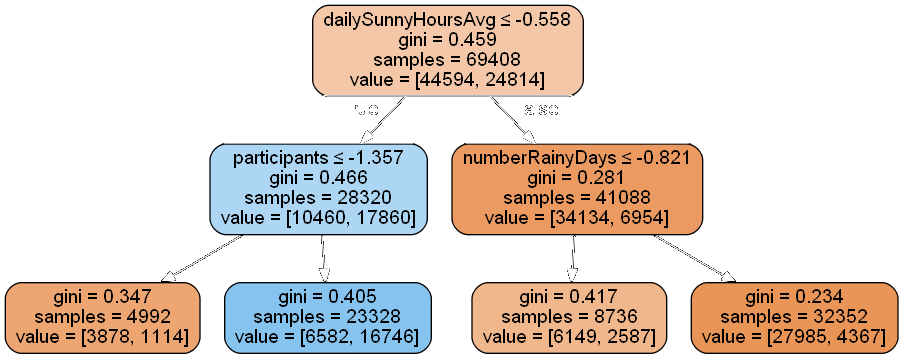 dailySunnyHoursAvg ≤ -0.558
gini = 0.459
samples = 69408
value = [44594, 24814]
participants ≤ -1.357
gini = 0.466
samples = 28320
value = [10460, 17860]
numberRainyDays ≤ -0.821
gini = 0.281
samples = 41088
value = [34134, 6954]
gini = 0.347
samples = 4992
value = [3878, 1114]
gini = 0.405
samples = 23328
value = [6582, 16746]
gini = 0.417
samples = 8736
value = [6149, 2587]
gini = 0.234
samples = 32352
value = [27985, 4367]